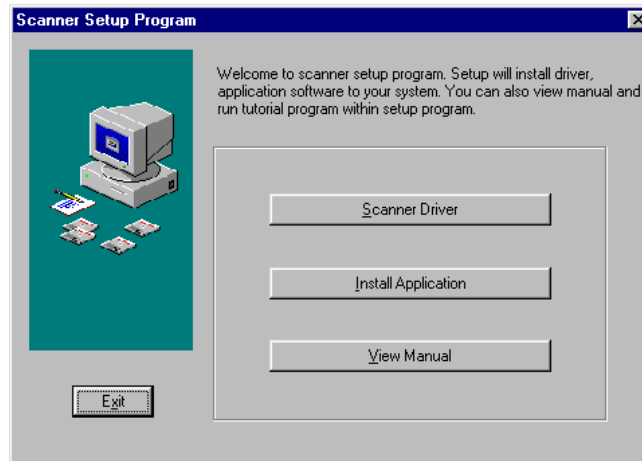 Scanner Setup Program
Welcome to scanner setup program. Setup will install driver,
application software to your system. You can also view manual and
run tutorial program within setup program.
Scanner Driver
Install Application
View Manual
Exit